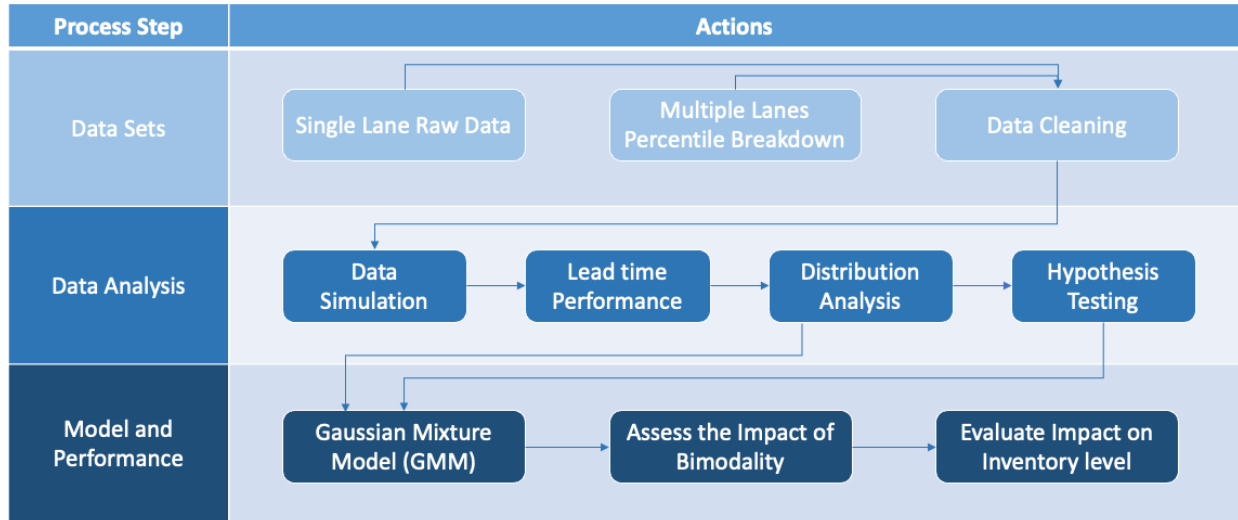 Process Step
Actions
Data Sets
Single Lane Raw Data
Multiple Lanes
Percentile Breakdown
Data Cleaning
Data Analysis
Data
Simulation
Lead time
Performance
Distribution
Analysis
Hypothesis
Testing
Model and
Performance
Gaussian Mixture
Model (GMM)
Assess the Impact of
Bimodality
Evaluate Impact on
Inventory level